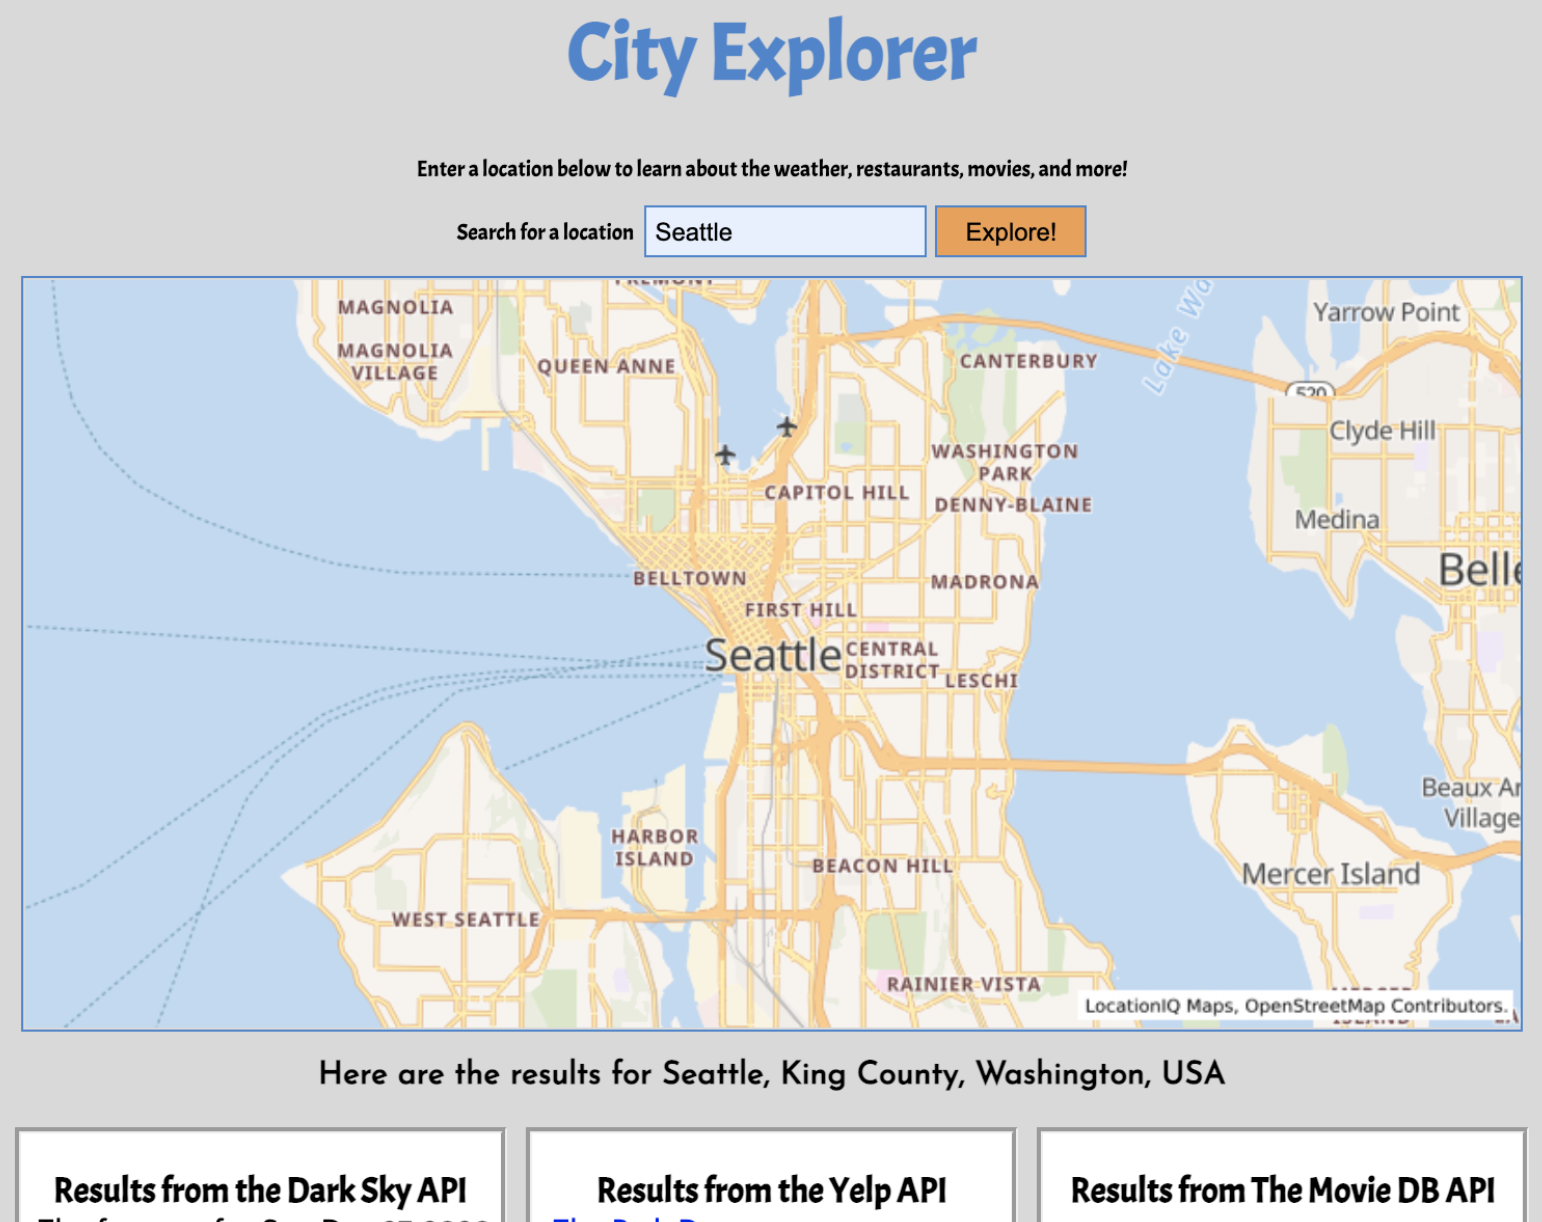 City Explorer
Enter a location below to learn about the weather, restaurants, movies, and more!
Search for a location
Seattle
Explore!
FREMONT
MAGNOLIA
Lake Wa
Yarrow Point
MAGNOLIA
VILLAGE
QUEEN ANNE
CANTERBURY
520
Clyde Hill
WASHINGTON
PARK
CAPITOL HILL
DENNY-BLAINE
Medina
BELLTOWN
MADRONA
Belle
FIRST HILL
Seattle
CENTRAL
DISTRICT
LESCHI
Beaux Ar
Village
HARBOR
ISLAND
BEACON HILL
Mercer Island
WEST SEATTLE
RAINIER VISTA
MERCER
ISLAND
LocationIQ Maps, OpenStreetMap Contributors.
Here are the results for Seattle, King County, Washington, USA
Results from the Dark Sky API
Results from the Yelp API
Results from The Movie DB API